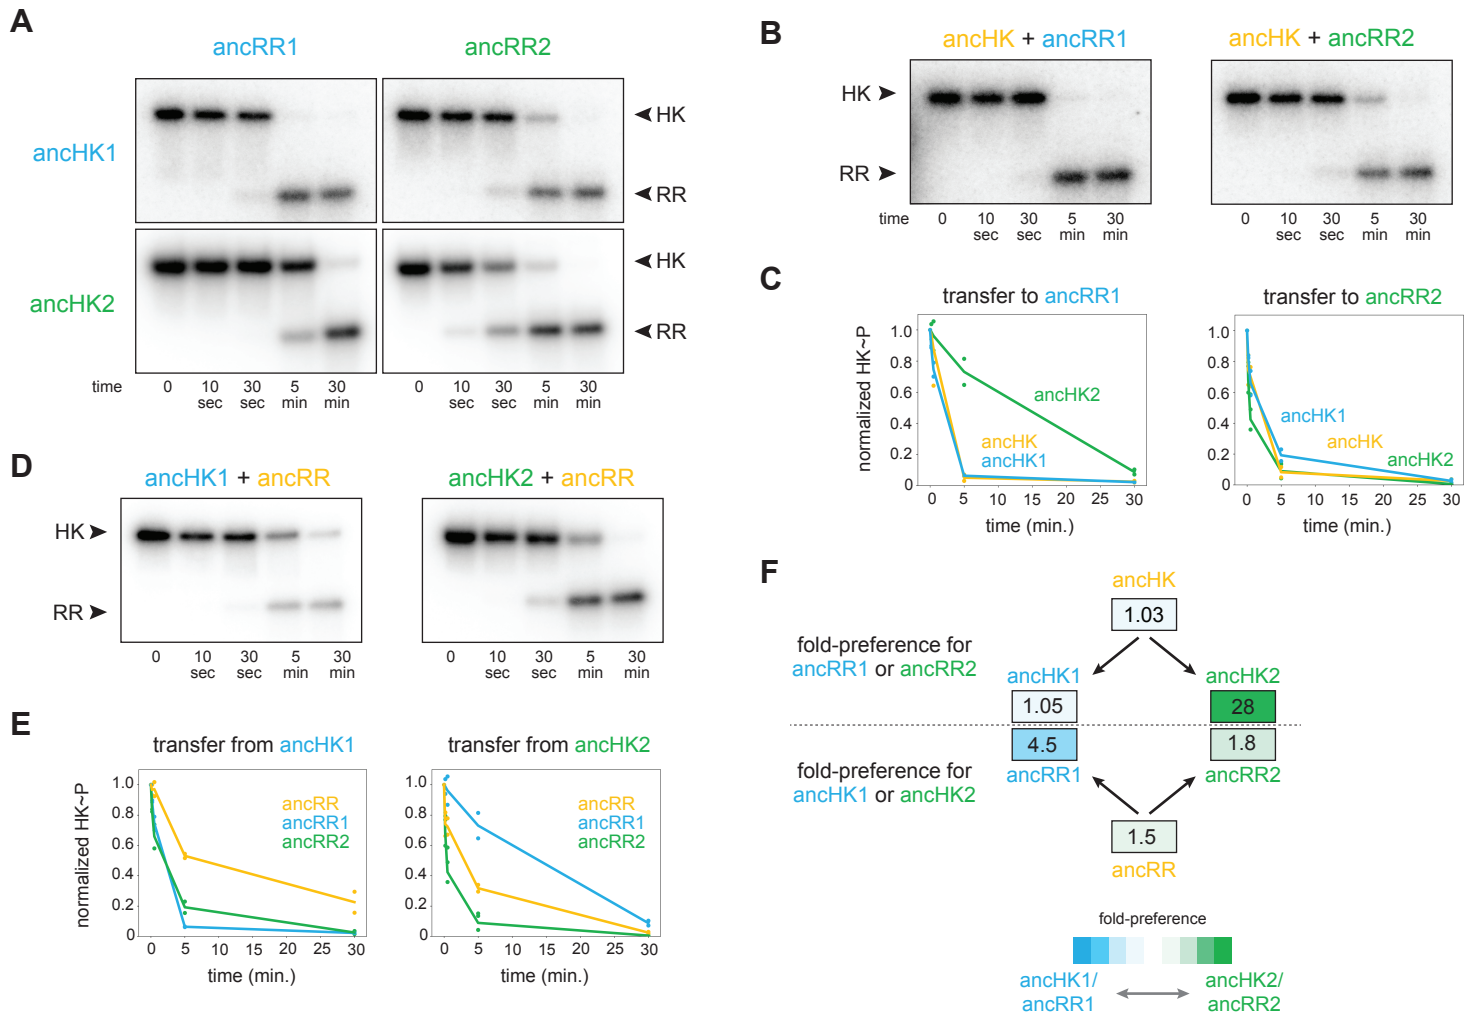 A
ancRR1
ancRR2
ancHK1
HK
RR
ancHK2
HK
RR
time
0
10 sec
30 sec
5 min
30 min
0
10 sec
30 sec
5 min
30 min
B
ancHK + ancRR1
ancHK + ancRR2
HK
RR
time
0
10 sec
30 sec
5 min
30 min
0
10 sec
30 sec
5 min
30 min
C
transfer to ancRR1
transfer to ancRR2
normalized HK~P
1.0
0.8
0.6
0.4
0.2
0
ancHK2
ancHK
ancHK1
0 5 10 15 20 25 30
time (min.)
1.0
0.8
0.6
0.4
0.2
0
ancHK1
ancHK
ancHK2
0 5 10 15 20 25 30
time (min.)
D
ancHK1 + ancRR
ancHK2 + ancRR
HK
RR
0
10 sec
30 sec
5 min
30 min
0
10 sec
30 sec
5 min
30 min
E
transfer from ancHK1
transfer from ancHK2
normalized HK~P
1.0
0.8
0.6
0.4
0.2
0
ancRR
ancRR1
ancRR2
0 5 10 15 20 25 30
time (min.)
1.0
0.8
0.6
0.4
0.2
0
ancRR
ancRR1
ancRR2
0 5 10 15 20 25 30
time (min.)
F
ancHK
1.03
fold-preference for
ancRR1 or ancRR2
ancHK1
ancHK2
1.05
28
4.5
1.8
fold-preference for
ancHK1 or ancHK2
ancRR1
ancRR2
1.5
ancRR
fold-preference
ancHK1/
ancRR1
ancHK2/
ancRR2